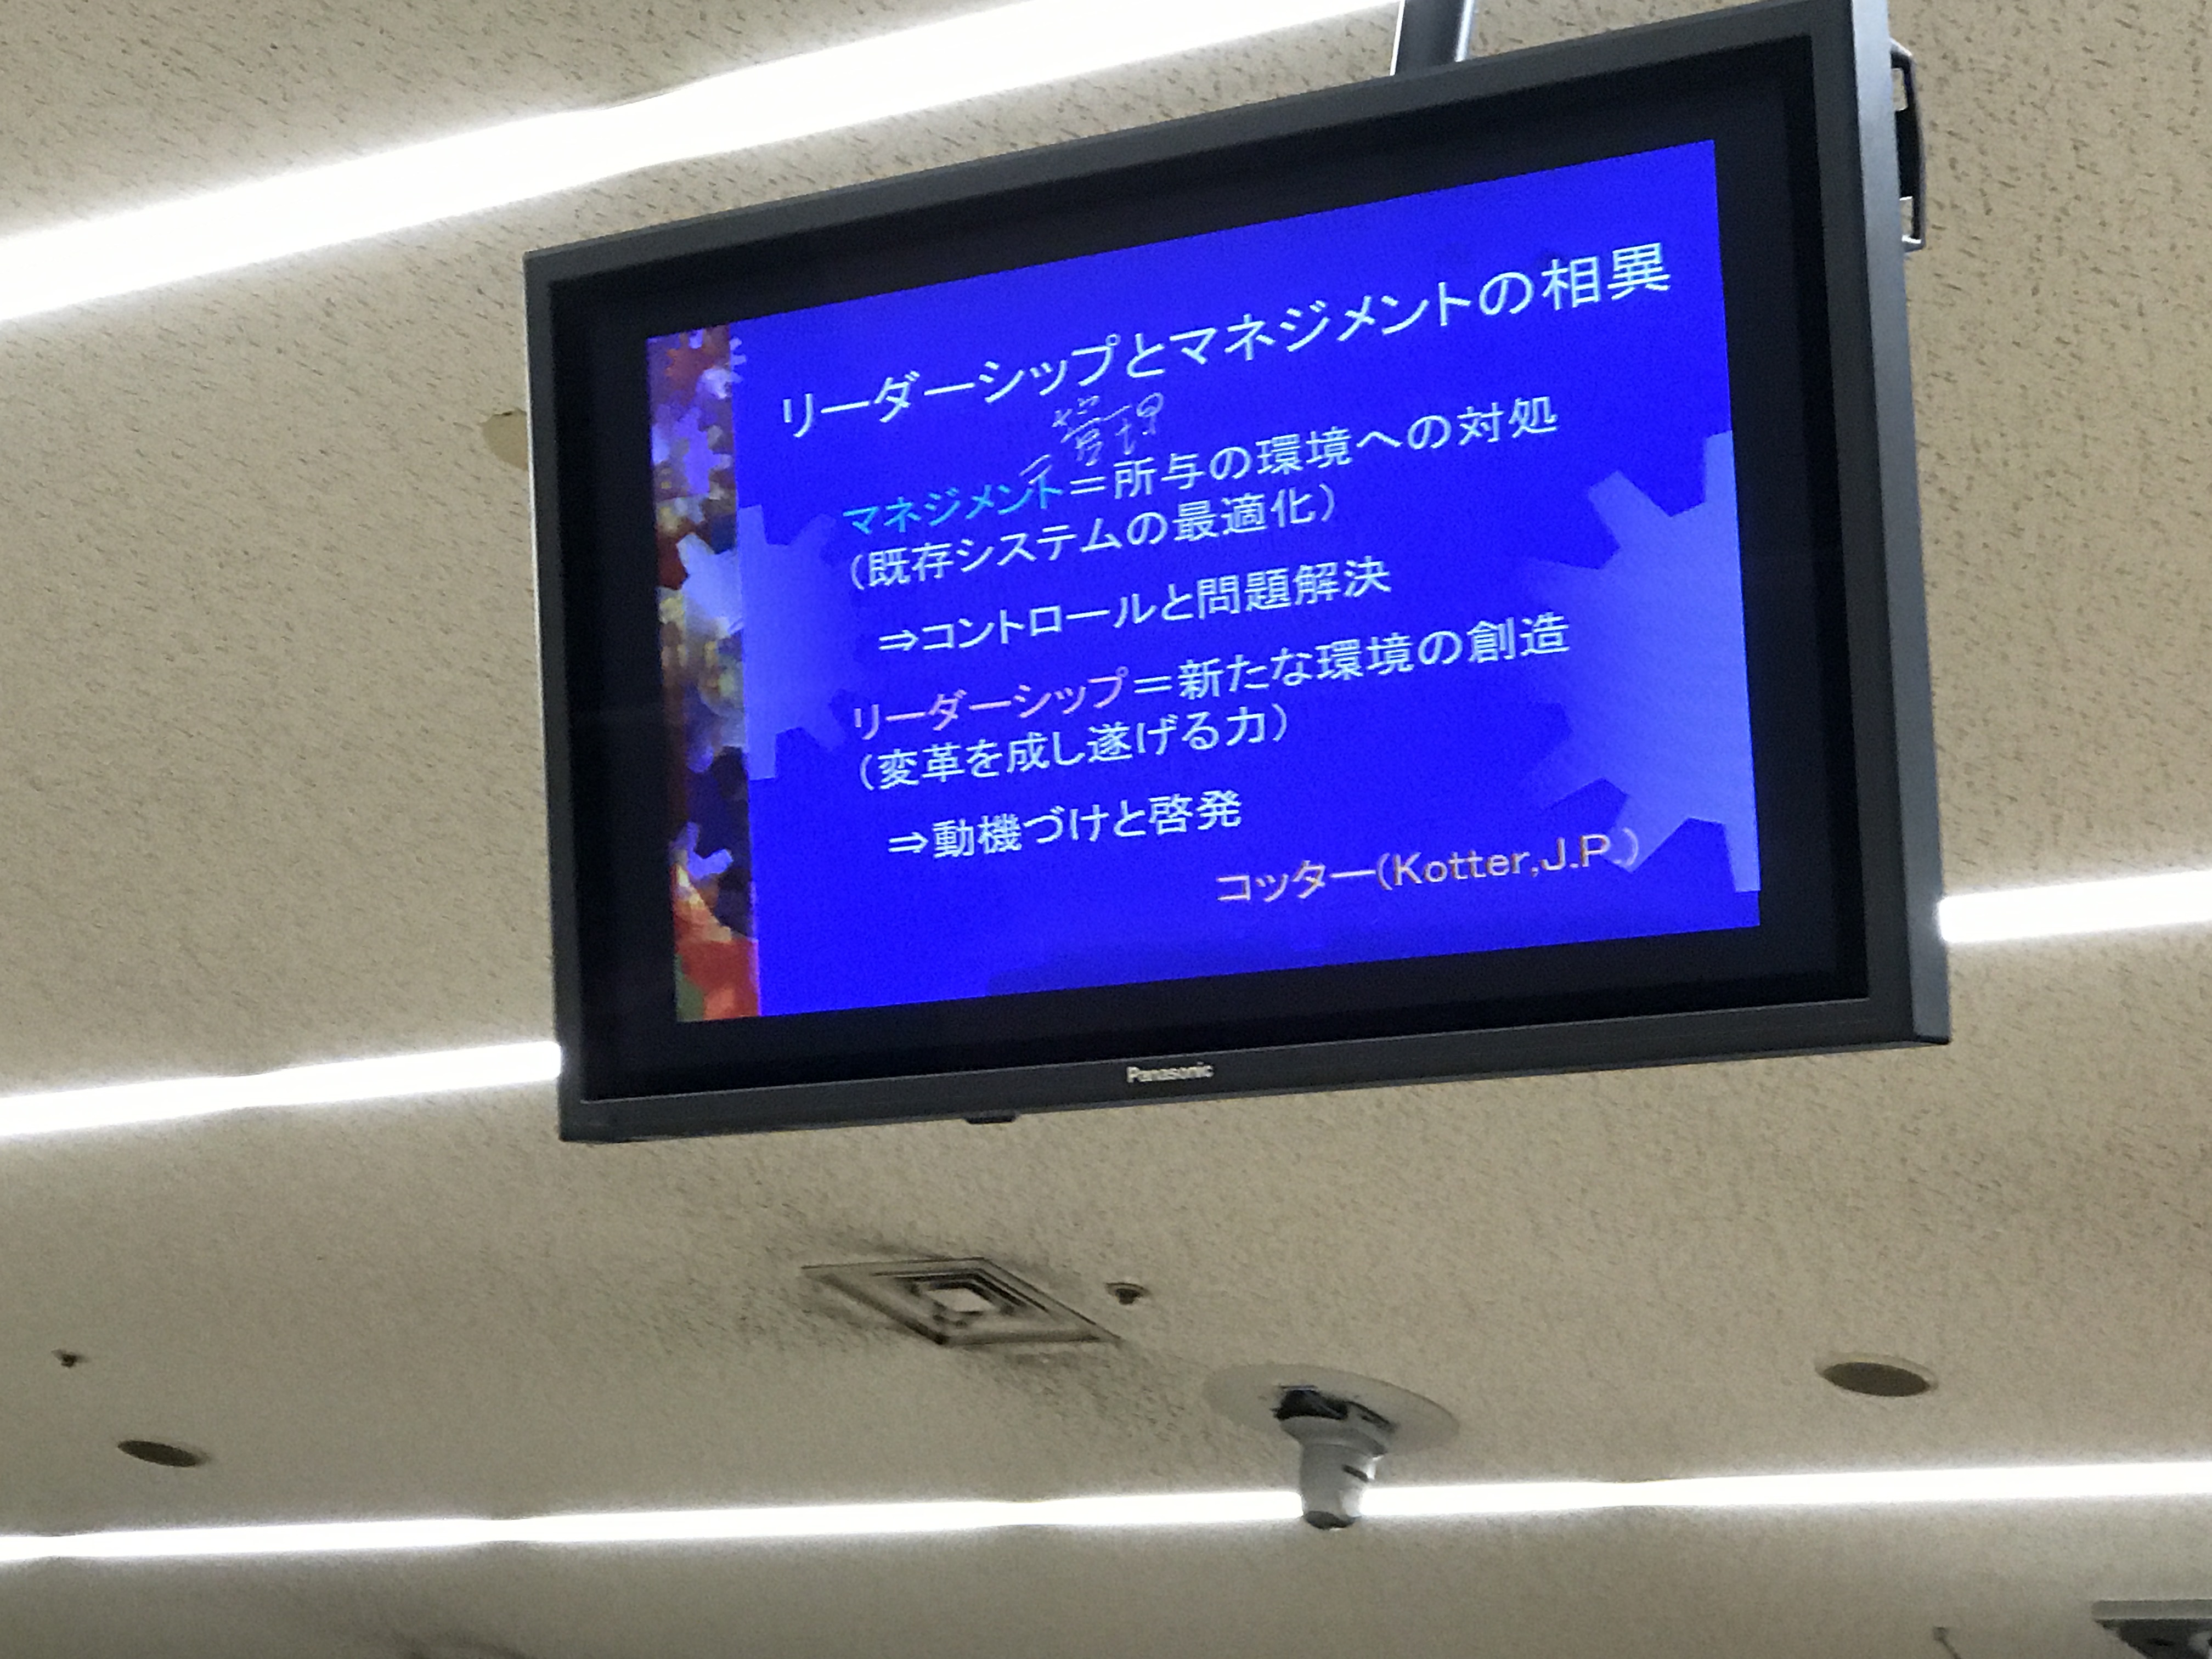 リーダーシップとマネジメントの相異
管理
マネジメント＝所与の環境への対処
（既存システムの最適化）
⇒コントロールと問題解決
リーダーシップ＝新たな環境の創造
（変革を成し遂げる力）
⇒動機づけと啓発
コッター（Kotter,J.P.）
Panasonic